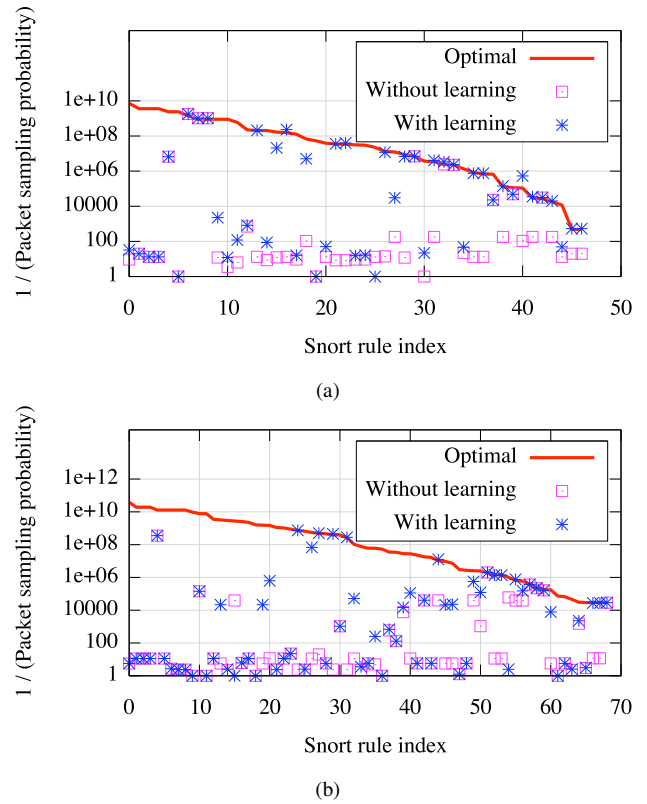 (a)
1 / (Packet sampling probability)
Optimal
Without learning
With learning
1e+10
1e+08
1e+06
10000
100
1
0 10 20 30 40 50
Snort rule index
(a)
1 / (Packet sampling probability)
Optimal
Without learning
With learning
1e+12
1e+10
1e+08
1e+06
10000
100
1
0 10 20 30 40 50 60 70
Snort rule index
(b)